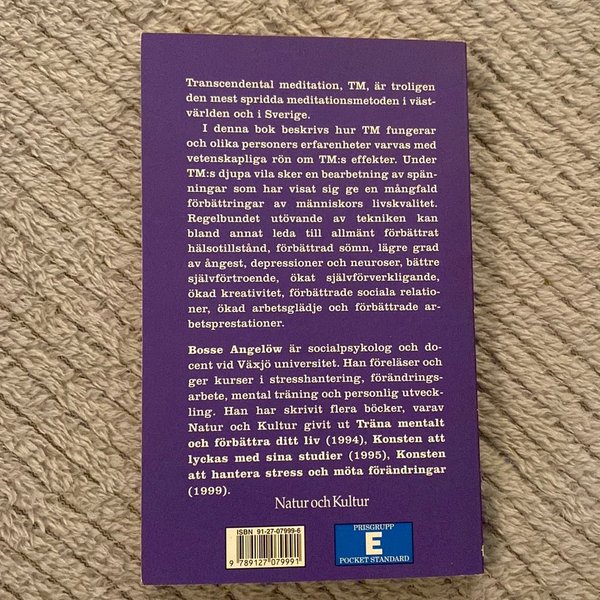 Transcendental meditation, TM, är troligen
den mest spridda meditationsmetoden i väst-
världen och i Sverige.
I denna bok beskrivs hur TM fungerar
och olika personers erfarenheter varvas med
vetenskapliga rön om TM:s effekter. Under
TM:s djupa vila sker en bearbetning av spän-
ningar som har visat sig ge en mångfald
förbättringar av människors livskvalitet.
Regelbundet utövande av tekniken kan
bland annat leda till allmänt förbättrat
hälsotillstånd, förbättrad sömn, lägre grad
av ångest, depressioner och neuroser, bättre
självförtroende, ökat självförverkligande,
ökad kreativitet, förbättrade sociala relatio-
ner, ökad arbetsglädje och förbättrade ar-
betsprestationer.
Bosse Angelöw är socialpsykolog och do-
cent vid Växjö universitet. Han föreläser och
ger kurser i stresshantering, förändrings-
arbete, mental träning och personlig utveck-
ling. Han har skrivit flera böcker, varav
Natur och Kultur givit ut Träna mentalt
och förbättra ditt liv (1994), Konsten att
lyckas med sina studier (1995), Konsten
att hantera stress och möta förändringar
(1999).
Natur och Kultur
ISBN 91-27-07999-6
9 789127 079991
PRISGRUPP
E
POCKET STANDARD